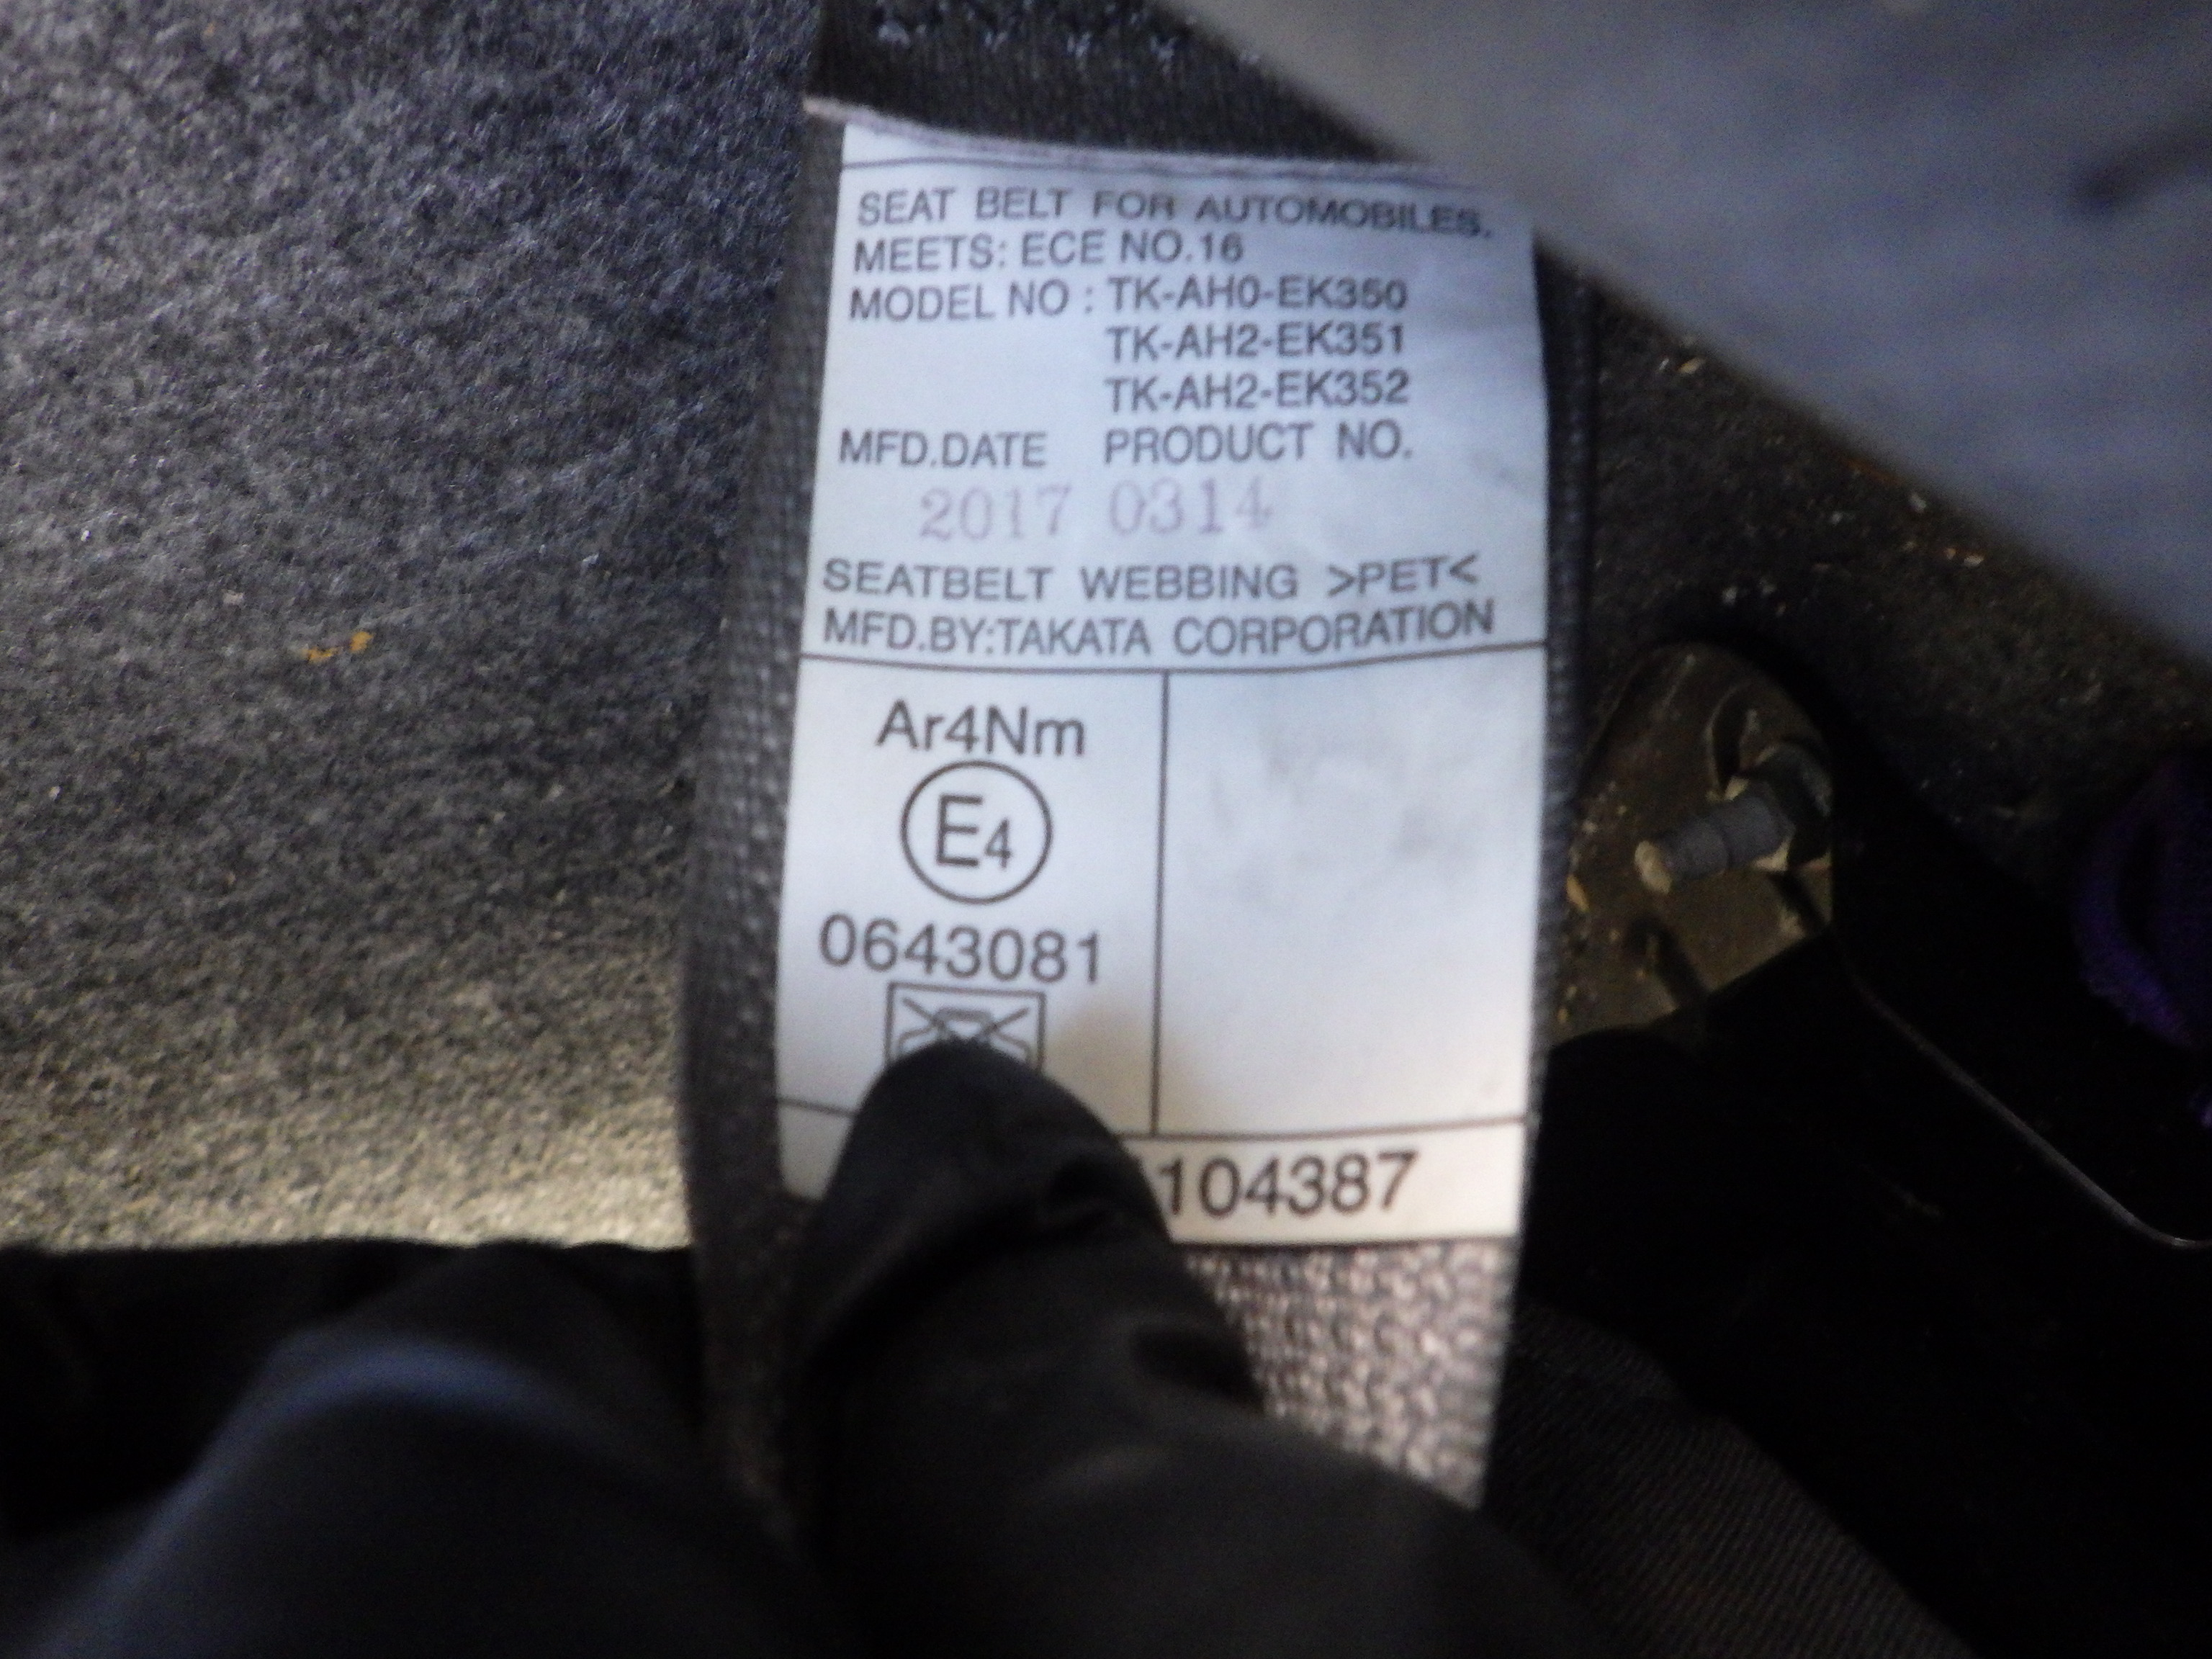 SEAT BELT FOR AUTOMOBILES.
MEETS: ECE NO.16
MODEL NO : TK-AH0-EK350
TK-AH2-EK351
TK-AH2-EK352
MFD.DATE PRODUCT NO.
2017 0314
SEATBELT WEBBING >PET<
MFD.BY:TAKATA CORPORATION
Ar4Nm
E4
0643081
104387